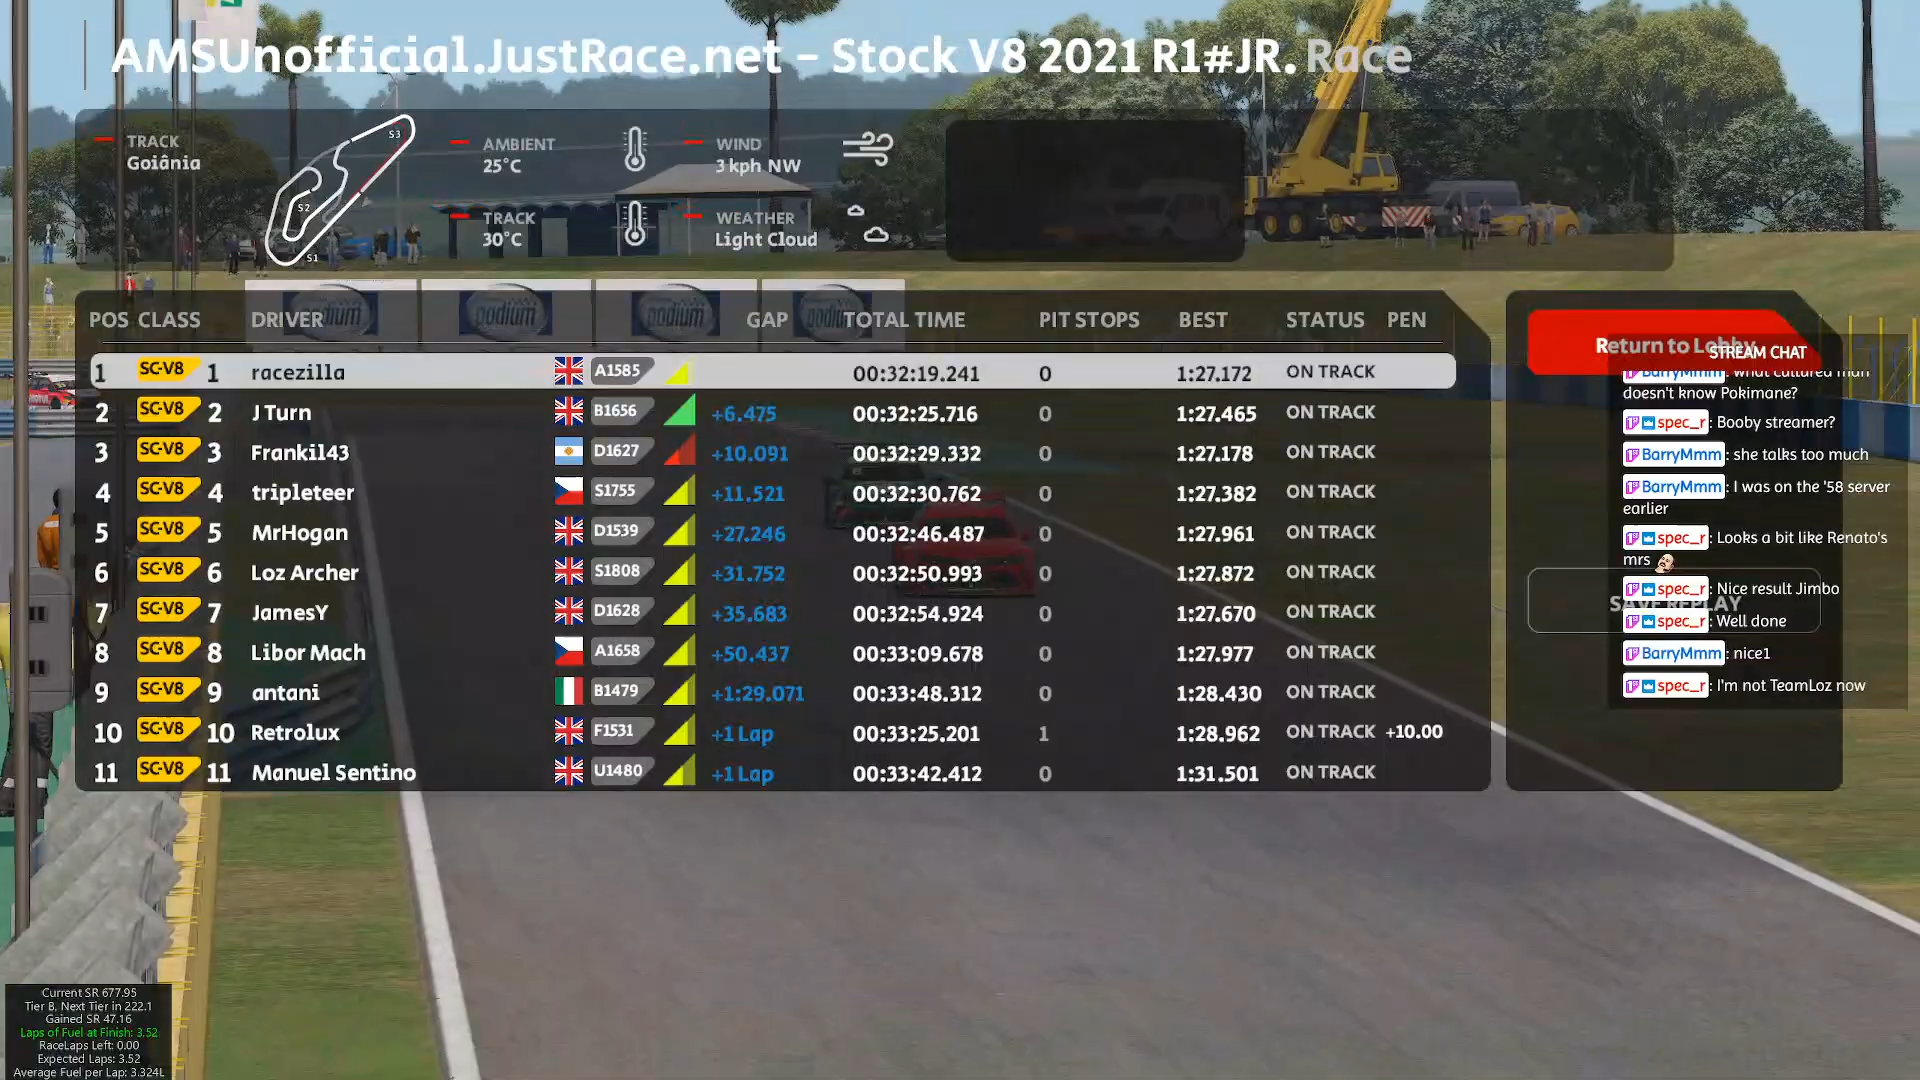 AMSUnofficial.JustRace.net - Stock V8 2021 R1#JR. Race
TRACK
Goiânia
S3
S2
S1
AMBIENT
25°C
TRACK
30°C
WIND
3 kph NW
WEATHER
Light Cloud
podium
POS CLASS DRIVER GAP TOTAL TIME PIT STOPS BEST STATUS PEN
1 SC-V8 1 racezilla A1585 00:32:19.241 0 1:27.172 ON TRACK
2 SC-V8 2 J Turn B1656 +6.475 00:32:25.716 0 1:27.465 ON TRACK
3 SC-V8 3 Frankil43 D1627 +10.091 00:32:29.332 0 1:27.178 ON TRACK
4 SC-V8 4 tripleteer S1755 +11.521 00:32:30.762 0 1:27.382 ON TRACK
5 SC-V8 5 MrHogan D1539 +27.246 00:32:46.487 0 1:27.961 ON TRACK
6 SC-V8 6 Loz Archer S1808 +31.752 00:32:50.993 0 1:27.872 ON TRACK
7 SC-V8 7 JamesY D1628 +35.683 00:32:54.924 0 1:27.670 ON TRACK
8 SC-V8 8 Libor Mach A1658 +50.437 00:33:09.678 0 1:27.977 ON TRACK
9 SC-V8 9 antani B1479 +1:29.071 00:33:48.312 0 1:28.430 ON TRACK
10 SC-V8 10 Retrolux F1531 +1 Lap 00:33:25.201 1 1:28.962 ON TRACK +10.00
11 SC-V8 11 Manuel Sentino U1480 +1 Lap 00:33:42.412 0 1:31.501 ON TRACK
Return to Lobby
STREAM CHAT
BarryMmm: what cultured man
doesn't know Pokimane?
spec_r: Booby streamer?
BarryMmm: she talks too much
BarryMmm: I was on the '58 server
earlier
spec_r: Looks a bit like Renato's
mrs
spec_r: Nice result Jimbo
SAVE REPLAY
spec_r: Well done
BarryMmm: nice1
spec_r: I'm not TeamLoz now
Current SR 677.95
Tier B, Next Tier in 222.1
Gained SR 47.16
Laps of Fuel at Finish: 3.52
RaceLaps Left: 0.00
Expected Laps: 3.52
Average Fuel per Lap: 3.324L